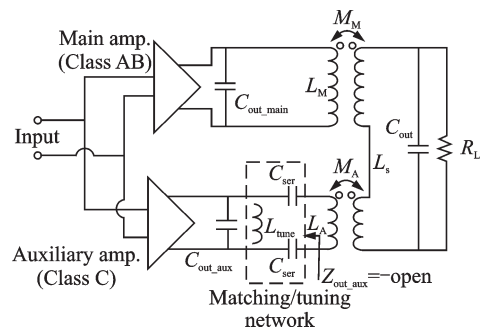 Main amp.
(Class AB)
M_M
L_M
C_out_main
C_out
R_L
Input
L_s
M_A
C_ser
L_tune
L_A
C_out_aux
C_ser
Z_out_aux=−open
Auxiliary amp.
(Class C)
Matching/tuning
network